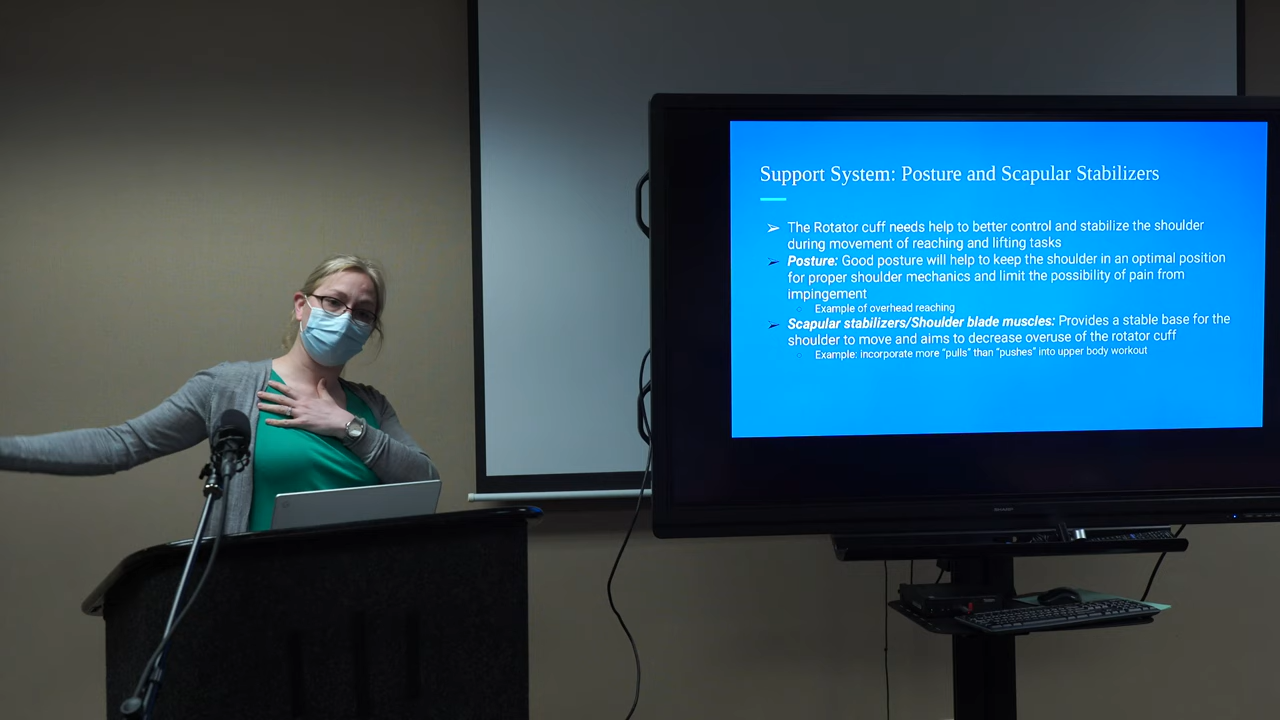 Support System: Posture and Scapular Stabilizers
➢ The Rotator cuff needs help to better control and stabilize the shoulder
during movement of reaching and lifting tasks
➢ Posture: Good posture will help to keep the shoulder in an optimal position
for proper shoulder mechanics and limit the possibility of pain from
impingement
○ Example of overhead reaching
➢ Scapular stabilizers/Shoulder blade muscles: Provides a stable base for the
shoulder to move and aims to decrease overuse of the rotator cuff
○ Example: incorporate more "pulls" than "pushes" into upper body workout